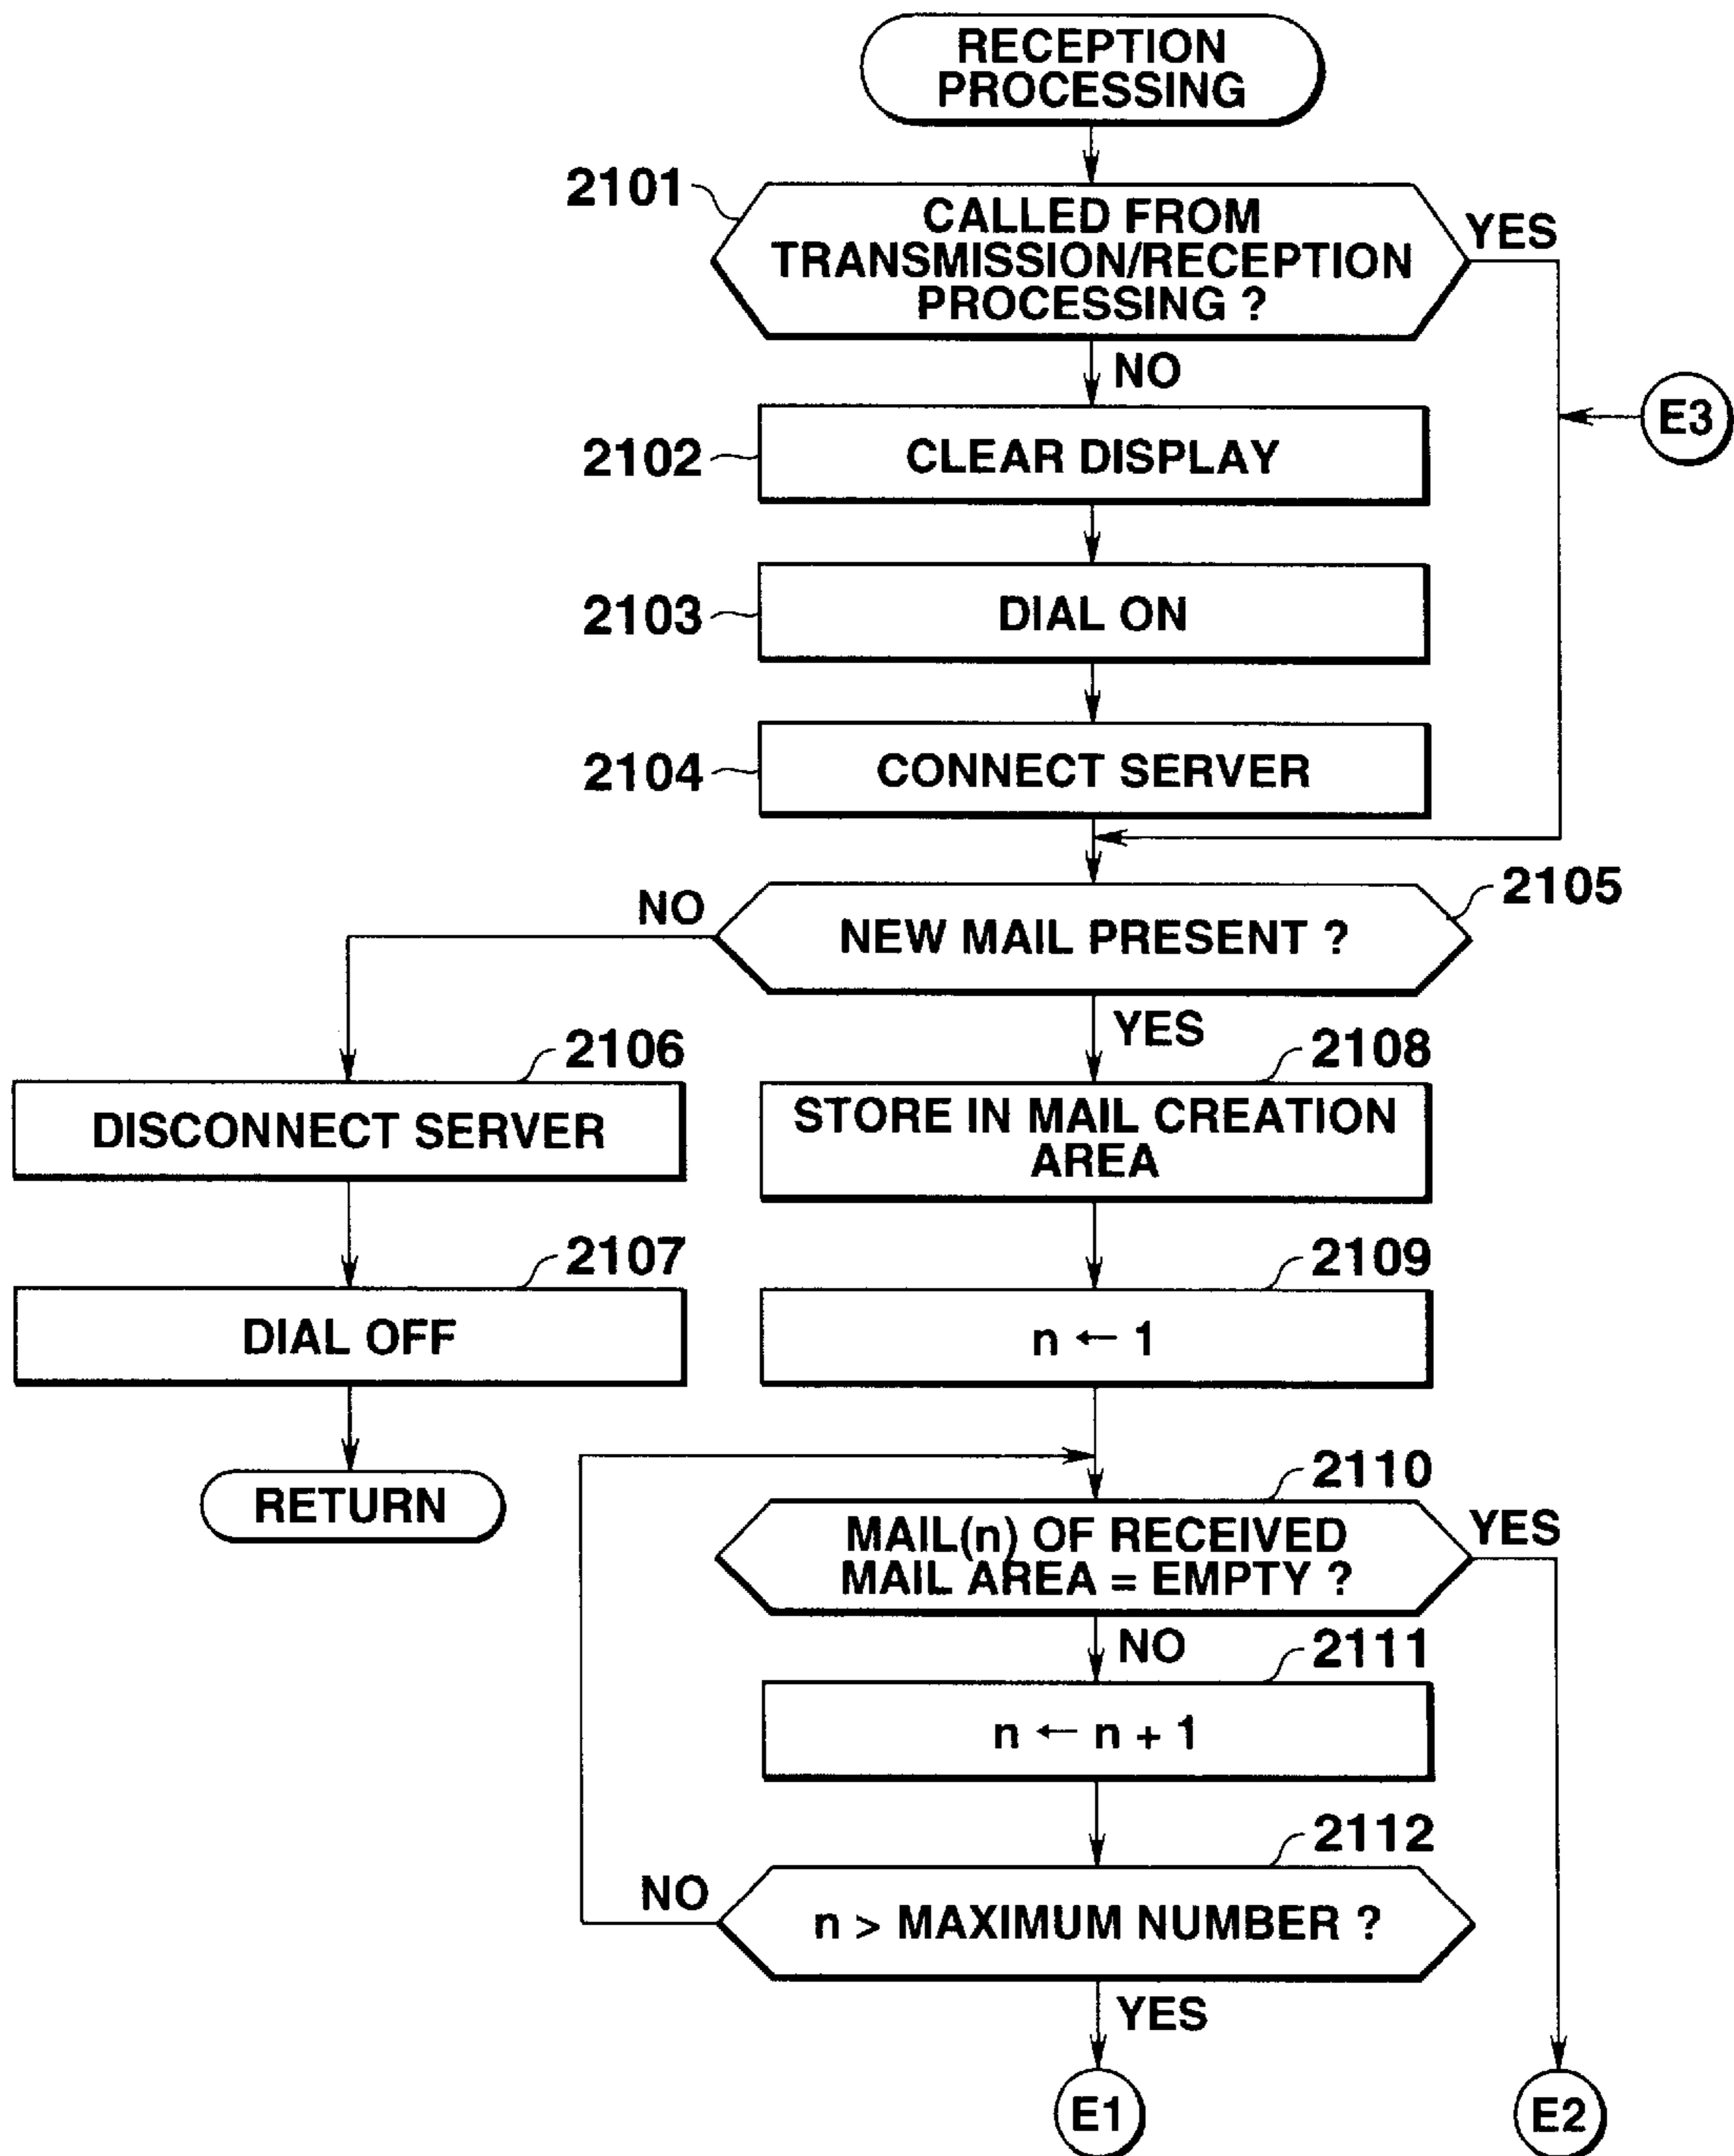 RECEPTION
PROCESSING
2101
CALLED FROM
TRANSMISSION/RECEPTION
PROCESSING ?
YES
NO
E3
2102
CLEAR DISPLAY
2103
DIAL ON
2104
CONNECT SERVER
2105
NO
NEW MAIL PRESENT ?
YES
2106
DISCONNECT SERVER
2108
STORE IN MAIL CREATION
AREA
2107
DIAL OFF
2109
n ← 1
RETURN
2110
MAIL(n) OF RECEIVED
MAIL AREA = EMPTY ?
YES
NO
2111
n ← n + 1
2112
NO
n > MAXIMUM NUMBER ?
YES
E1
E2